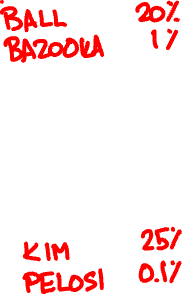 BALL 20%
BAZOOKA 1%
KIM 25%
PELOSI 0.1%